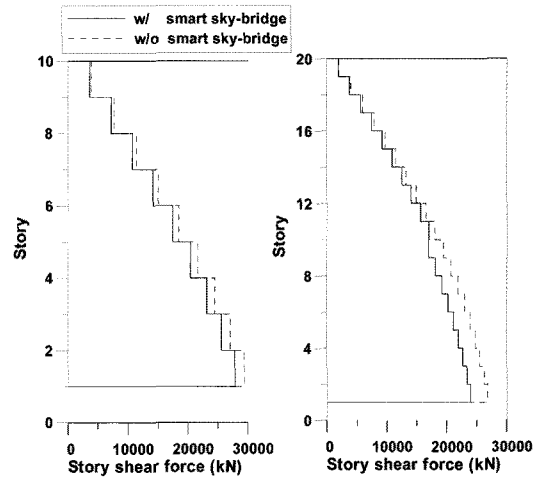 w/ smart sky-bridge
w/o smart sky-bridge
10
8
6
4
2
0
Story
0 10000 20000 30000
Story shear force (kN)
20
16
12
8
4
0
Story
0 10000 20000 30000
Story shear force (kN)